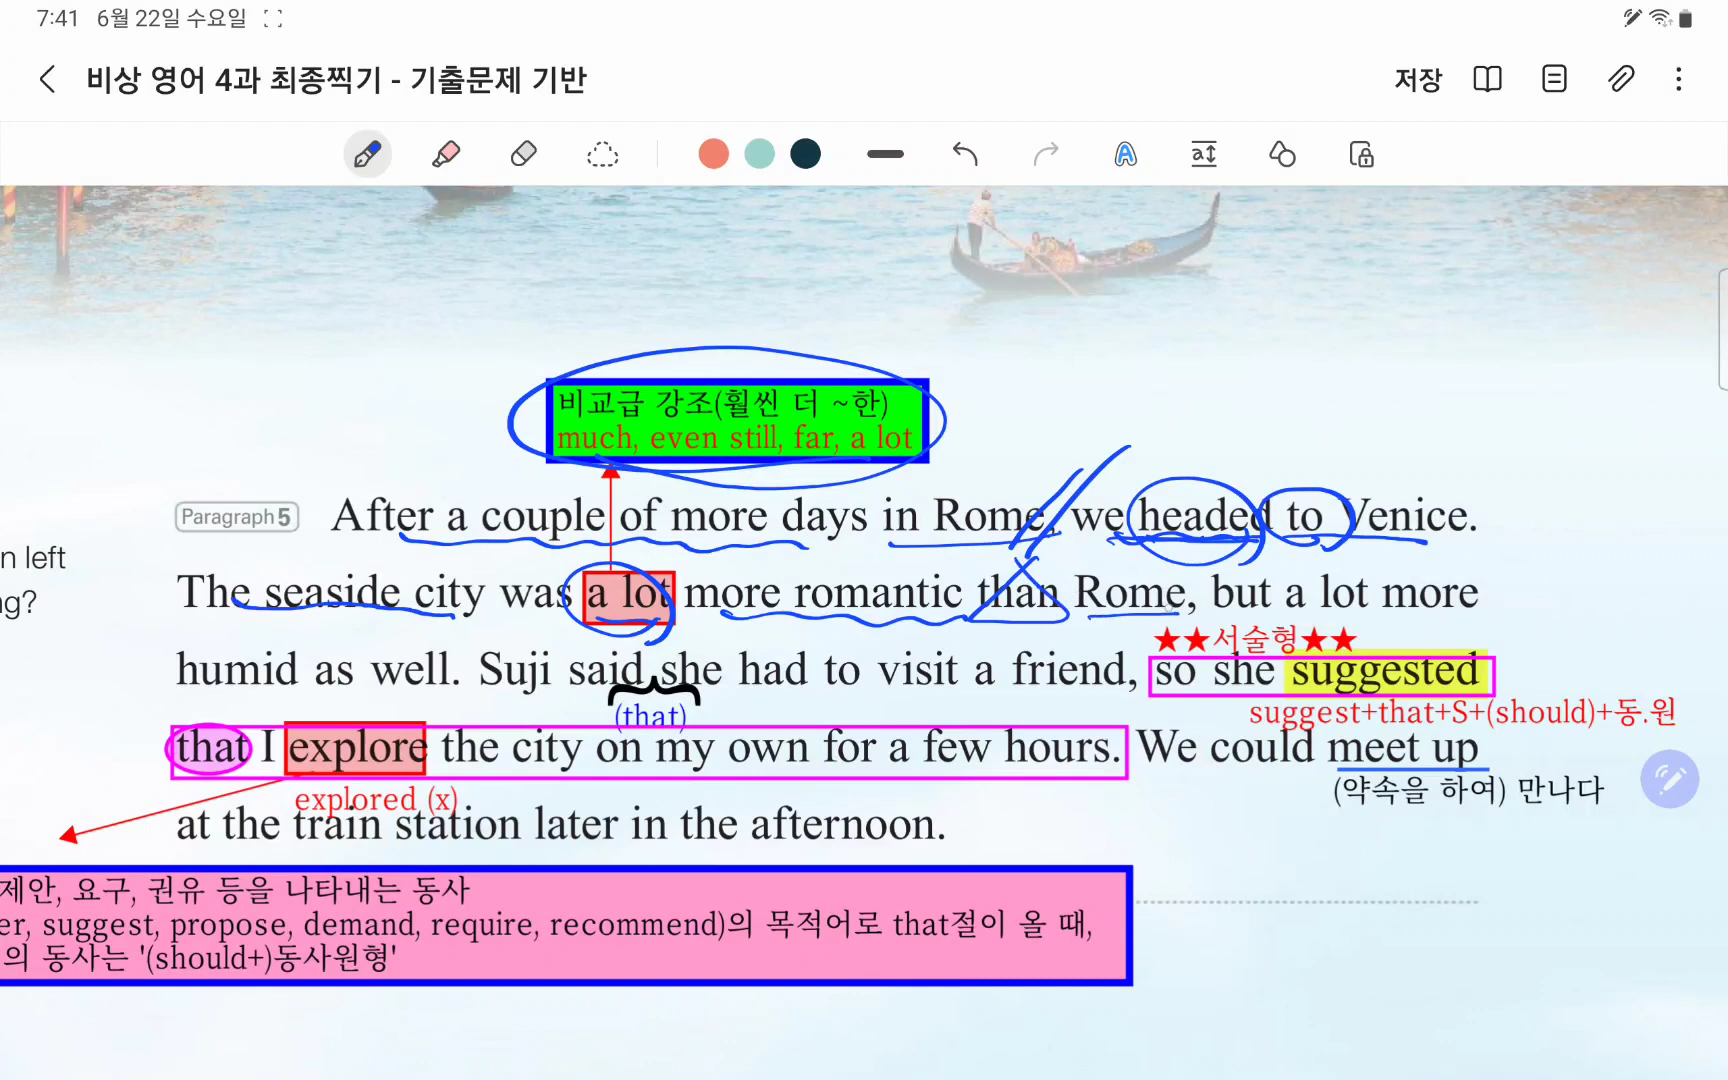 7:41 6월 22일 수요일
비상 영어 4과 최종찍기 - 기출문제 기반
저장
비교급 강조(훨씬 더 ~한)
much, even still, far, a lot
Paragraph 5 After a couple of more days in Rome, we headed to Venice.
n left
The seaside city was a lot more romantic than Rome, but a lot more
g?
★★서술형★★
humid as well. Suji said she had to visit a friend, so she suggested
(that)
suggest+that+S+(should)+동.원
that I explore the city on my own for a few hours. We could meet up
explored (x)
(약속을 하여) 만나다
at the train station later in the afternoon.
제안, 요구, 권유 등을 나타내는 동사
er, suggest, propose, demand, require, recommend)의 목적어로 that절이 올 때,
의 동사는 '(should+)동사원형'